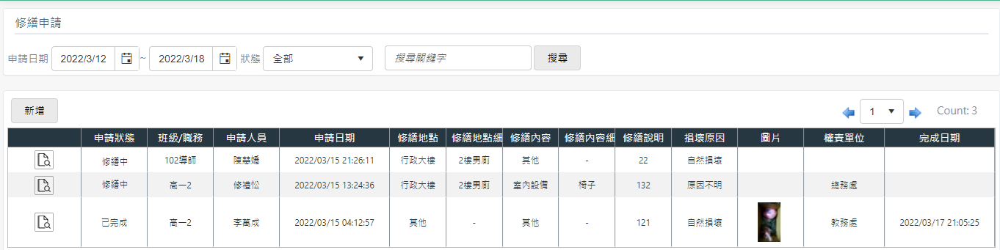 修繕申請
申請日期 2022/3/12 ~ 2022/3/18 狀態 全部 搜尋關鍵字 搜尋
新增 1 Count: 3
申請狀態 班級/職務 申請人員 申請日期 修繕地點 修繕地點細 修繕內容 修繕內容細 修繕說明 損壞原因 圖片 權責單位 完成日期
修繕中 102導師 陳慧嬌 2022/03/15 21:26:11 行政大樓 2樓男廁 其他 - 22 自然損壞
修繕中 高一2 修禮忪 2022/03/15 13:24:36 行政大樓 2樓男廁 室內設備 椅子 132 原因不明 總務處
已完成 高一2 李萬成 2022/03/15 04:12:57 其他 - 其他 - 121 自然損壞 教務處 2022/03/17 21:05:25